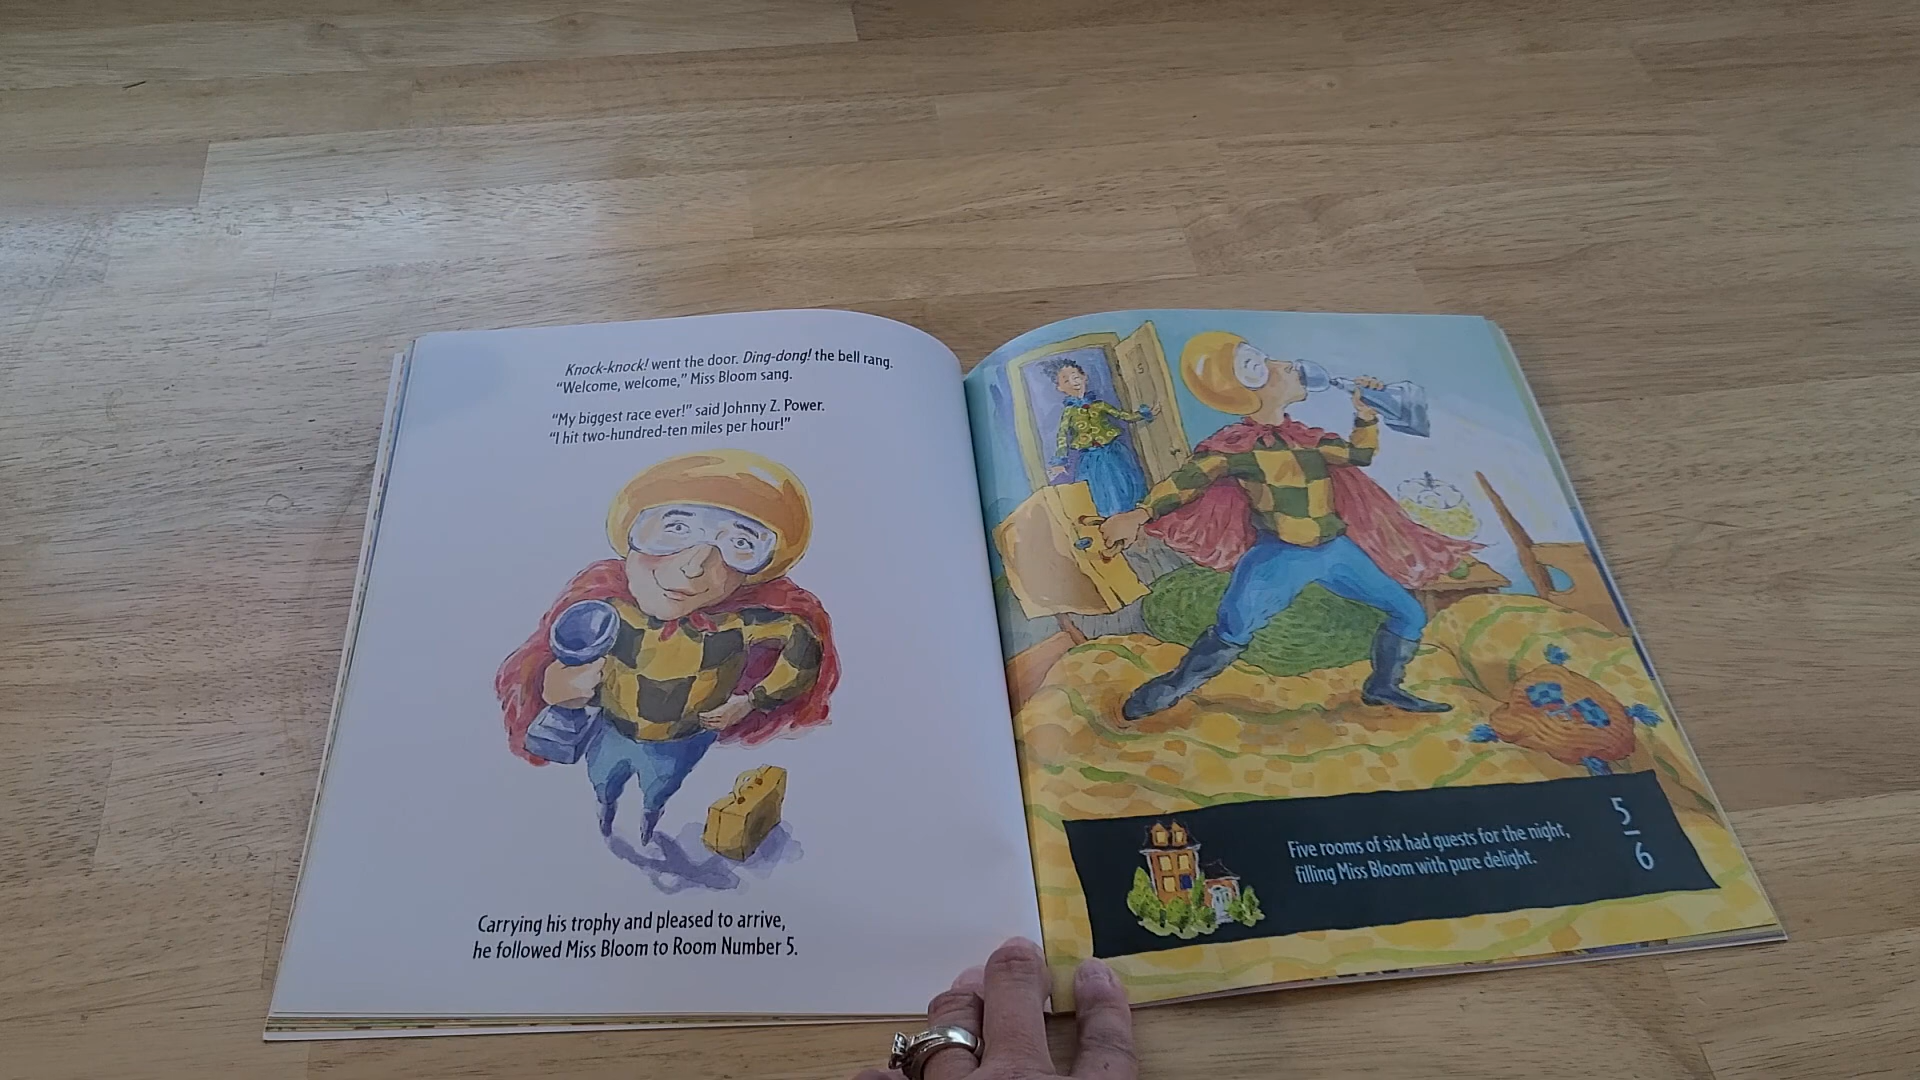 Knock-knock! went the door. Ding-dong! the bell rang.
“Welcome, welcome,” Miss Bloom sang.
“My biggest race ever!” said Johnny Z. Power.
“I hit two-hundred-ten miles per hour!”
Carrying his trophy and pleased to arrive,
he followed Miss Bloom to Room Number 5.
5
Five rooms of six had guests for the night,
filling Miss Bloom with pure delight.
5
6